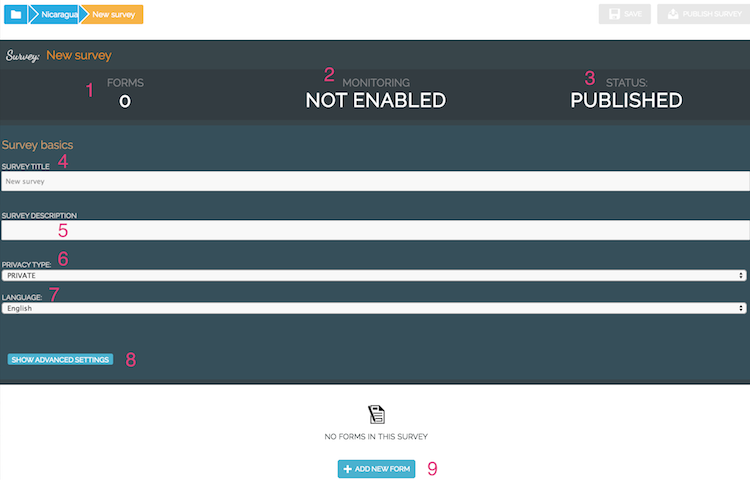 Nicaragua New survey SAVE PUBLISH SURVEY
Survey: New survey
1 FORMS 2 MONITORING 3 STATUS:
0 NOT ENABLED PUBLISHED
Survey basics
SURVEY TITLE 4
New survey
SURVEY DESCRIPTION
5
PRIVACY TYPE: 6
PRIVATE
LANGUAGE: 7
English
SHOW ADVANCED SETTINGS 8
NO FORMS IN THIS SURVEY
ADD NEW FORM 9